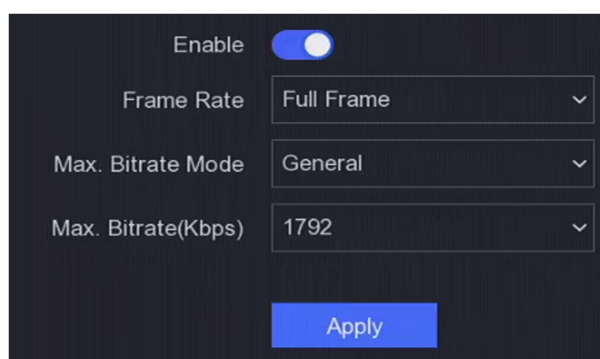 Enable
Frame Rate Full Frame
Max. Bitrate Mode General
Max. Bitrate(Kbps) 1792
Apply